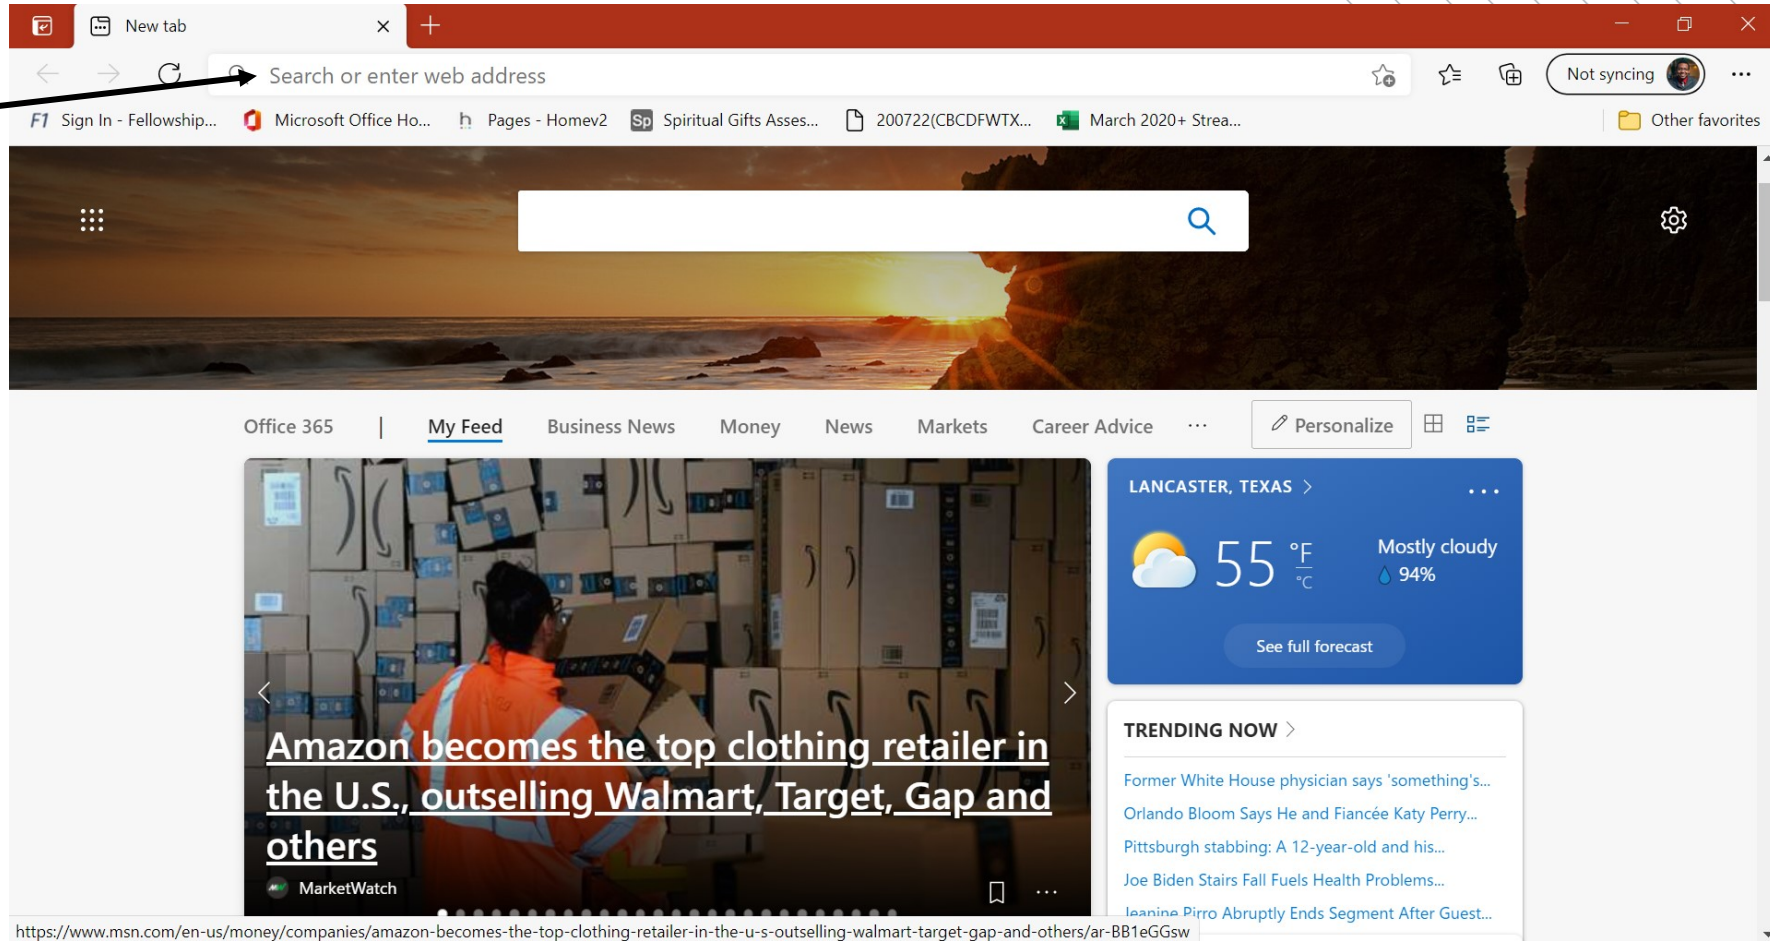 New tab
Search or enter web address
Not syncing
F1 Sign In - Fellowship...
Microsoft Office Ho...
h Pages - Homev2
Sp Spiritual Gifts Asses...
200722(CBCDFWTX...
March 2020+ Strea...
Other favorites
Office 365 | My Feed Business News Money News Markets Career Advice ... Personalize
LANCASTER, TEXAS >
55 °F
°C
Mostly cloudy
94%
See full forecast
Amazon becomes the top clothing retailer in
the U.S., outselling Walmart, Target, Gap and
others
MarketWatch
TRENDING NOW >
Former White House physician says 'something's...
Orlando Bloom Says He and Fiancée Katy Perry...
Pittsburgh stabbing: A 12-year-old and his...
Joe Biden Stairs Fall Fuels Health Problems...
Jeanine Pirro Abruptly Ends Segment After Guest...
https://www.msn.com/en-us/money/companies/amazon-becomes-the-top-clothing-retailer-in-the-u-s-outselling-walmart-target-gap-and-others/ar-BB1eGGsw